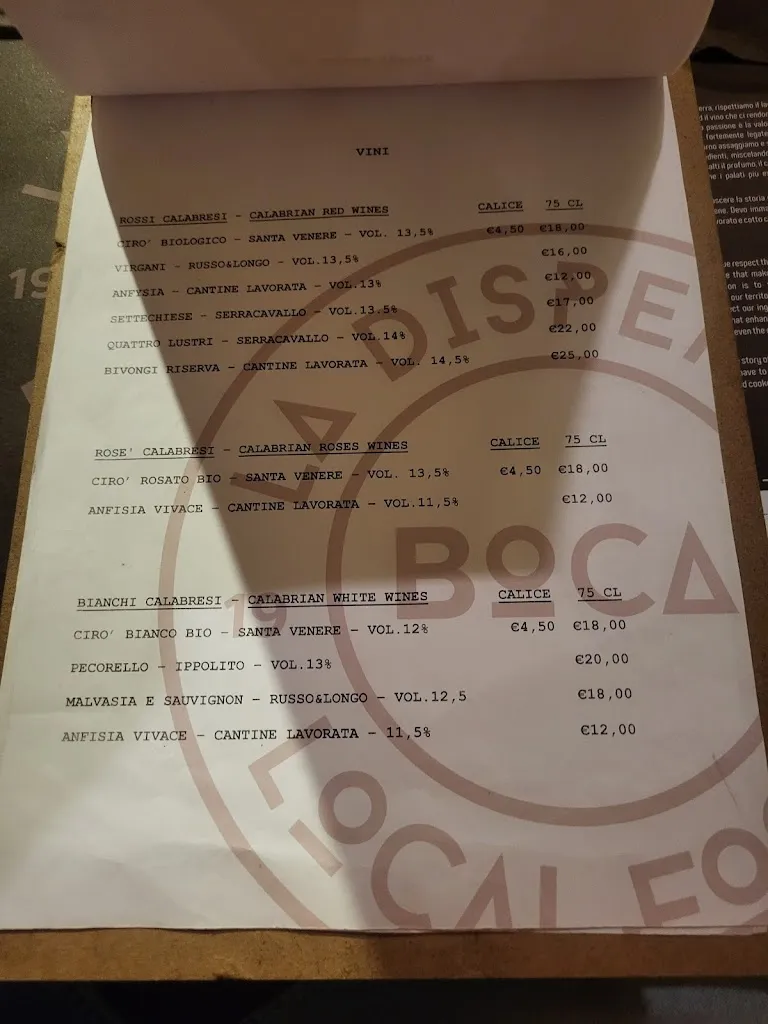 VINI
ROSSI CALABRESI - CALABRIAN RED WINES CALICE 75 CL
CIRO' BIOLOGICO - SANTA VENERE - VOL. 13,5% €4,50 €18,00
VIRGANI - RUSSO&LONGO - VOL.13,5% €16,00
ANFYSIA - CANTINE LAVORATA - VOL.13% €12,00
SETTECHIESE - SERRACAVALLO - VOL.13.5% €17,00
QUATTRO LUSTRI - SERRACAVALLO - VOL.14% €22,00
BIVONGI RISERVA - CANTINE LAVORATA - VOL. 14,5% €25,00
ROSE' CALABRESI - CALABRIAN ROSES WINES CALICE 75 CL
CIRO' ROSATO BIO - SANTA VENERE - VOL. 13,5% €4,50 €18,00
ANFISIA VIVACE - CANTINE LAVORATA - VOL.11,5% €12,00
BIANCHI CALABRESI - CALABRIAN WHITE WINES CALICE 75 CL
CIRO' BIANCO BIO - SANTA VENERE - VOL.12% €4,50 €18,00
PECORELLO - IPPOLITO - VOL.13% €20,00
MALVASIA E SAUVIGNON - RUSSO&LONGO - VOL.12,5 €18,00
ANFISIA VIVACE - CANTINE LAVORATA - 11,5% €12,00
LA DISPE
19
BOCA
LOCAL FO
19